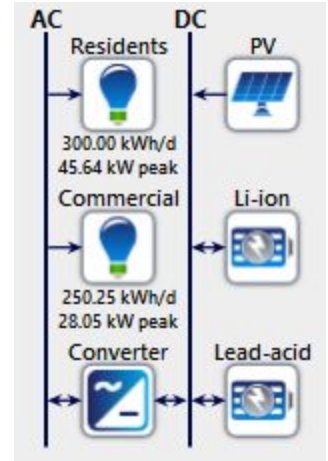 AC DC
Residents PV
300.00 kWh/d
45.64 kW peak
Commercial Li-ion
250.25 kWh/d
28.05 kW peak
Converter Lead-acid